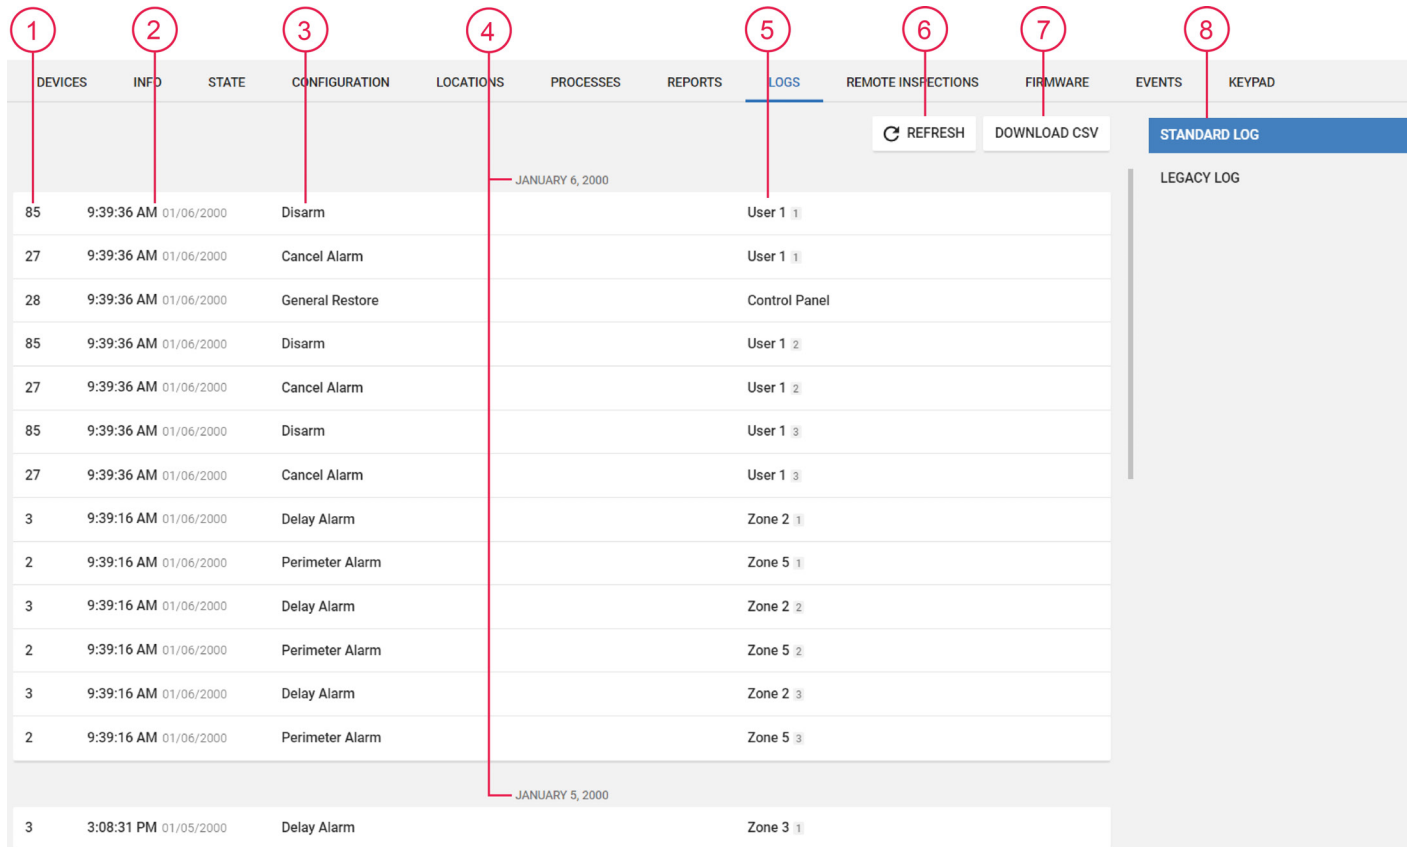 1 2 3 4 5 6 7 8
DEVICES INFO STATE CONFIGURATION LOCATIONS PROCESSES REPORTS LOGS REMOTE INSPECTIONS FIRMWARE EVENTS KEYPAD
REFRESH DOWNLOAD CSV STANDARD LOG
JANUARY 6, 2000 LEGACY LOG
85 9:39:36 AM 01/06/2000 Disarm User 1 1
27 9:39:36 AM 01/06/2000 Cancel Alarm User 1 1
28 9:39:36 AM 01/06/2000 General Restore Control Panel
85 9:39:36 AM 01/06/2000 Disarm User 1 2
27 9:39:36 AM 01/06/2000 Cancel Alarm User 1 2
85 9:39:36 AM 01/06/2000 Disarm User 1 3
27 9:39:36 AM 01/06/2000 Cancel Alarm User 1 3
3 9:39:16 AM 01/06/2000 Delay Alarm Zone 2 1
2 9:39:16 AM 01/06/2000 Perimeter Alarm Zone 5 1
3 9:39:16 AM 01/06/2000 Delay Alarm Zone 2 2
2 9:39:16 AM 01/06/2000 Perimeter Alarm Zone 5 2
3 9:39:16 AM 01/06/2000 Delay Alarm Zone 2 3
2 9:39:16 AM 01/06/2000 Perimeter Alarm Zone 5 3
JANUARY 5, 2000
3 3:08:31 PM 01/05/2000 Delay Alarm Zone 3 1